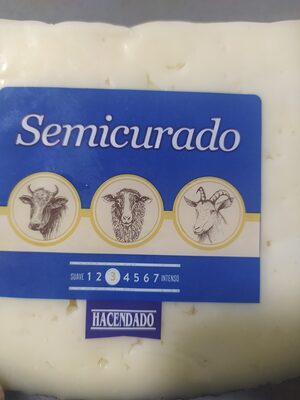 Semicurado
SUAVE 1 2 3 4 5 6 7 INTENSO
HACENDADO